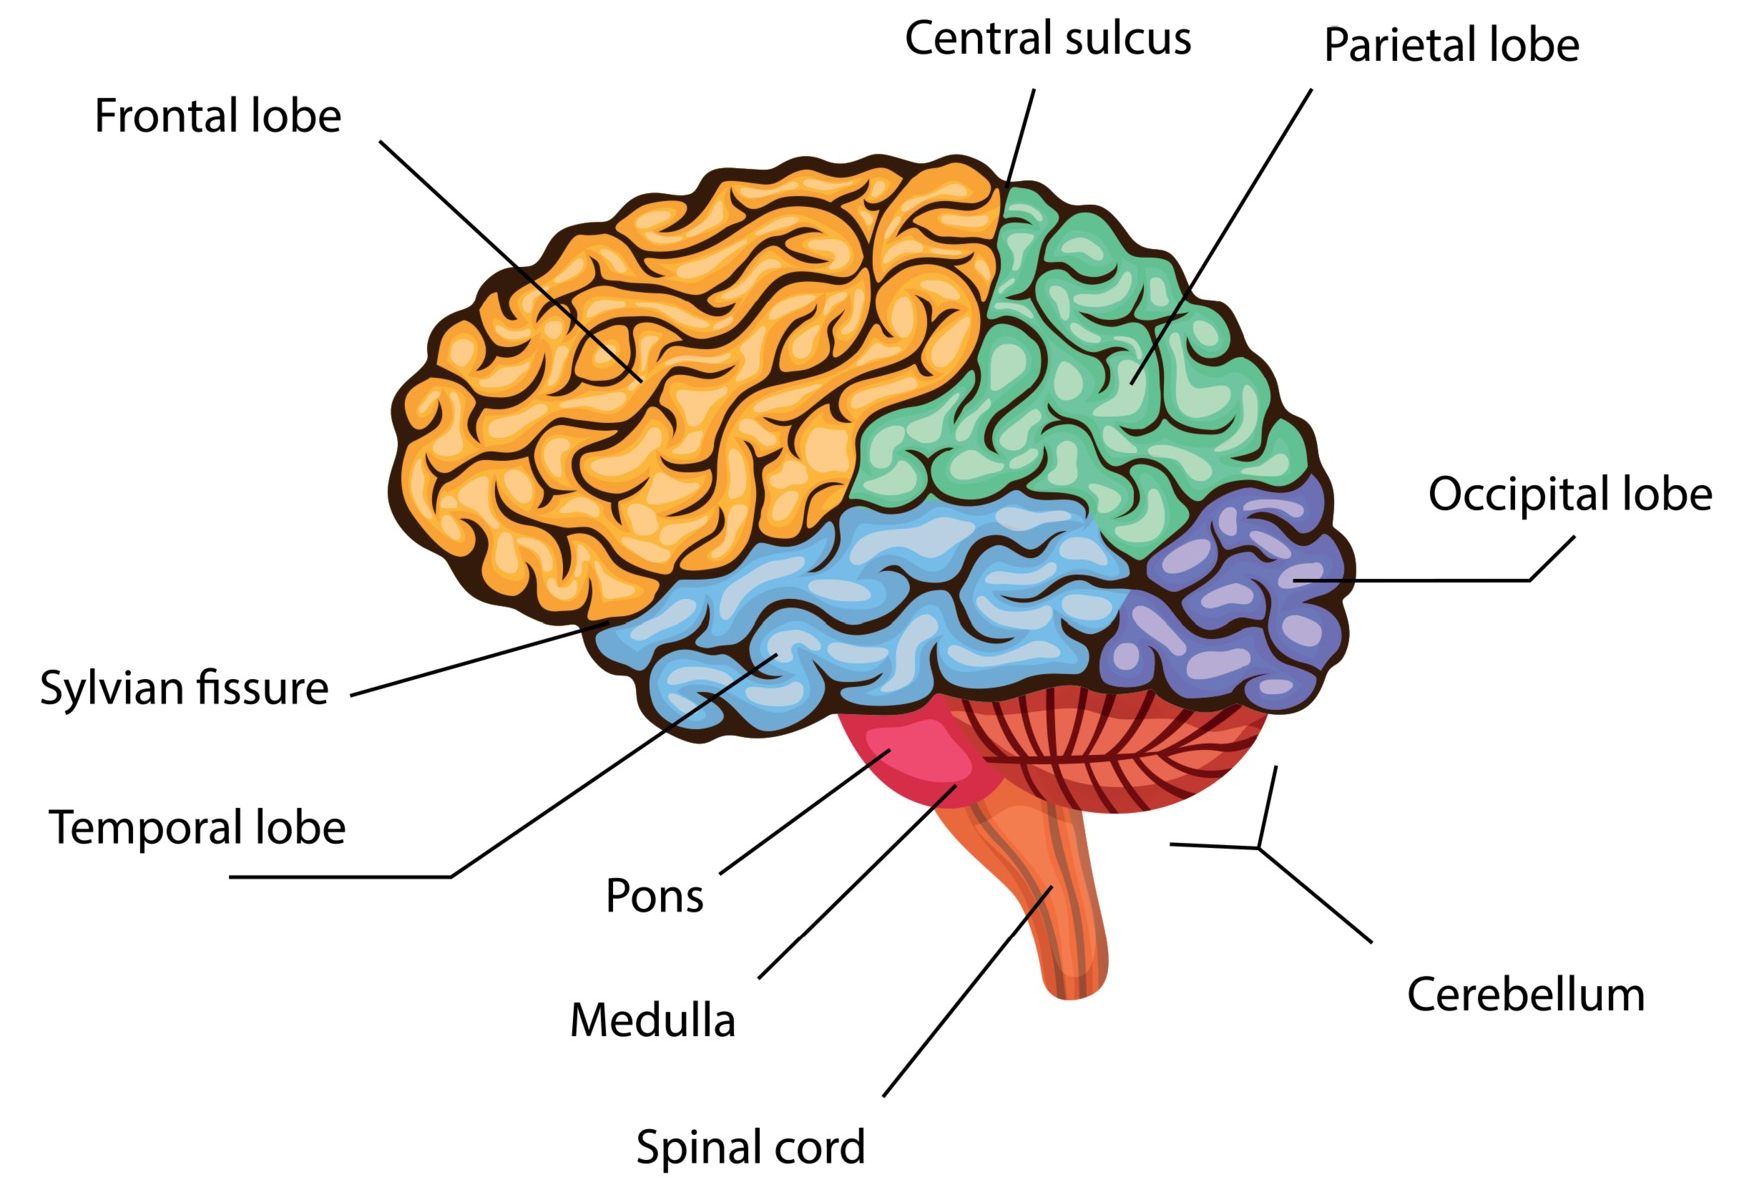 Central sulcus
Parietal lobe
Frontal lobe
Occipital lobe
Sylvian fissure
Temporal lobe
Pons
Medulla
Cerebellum
Spinal cord